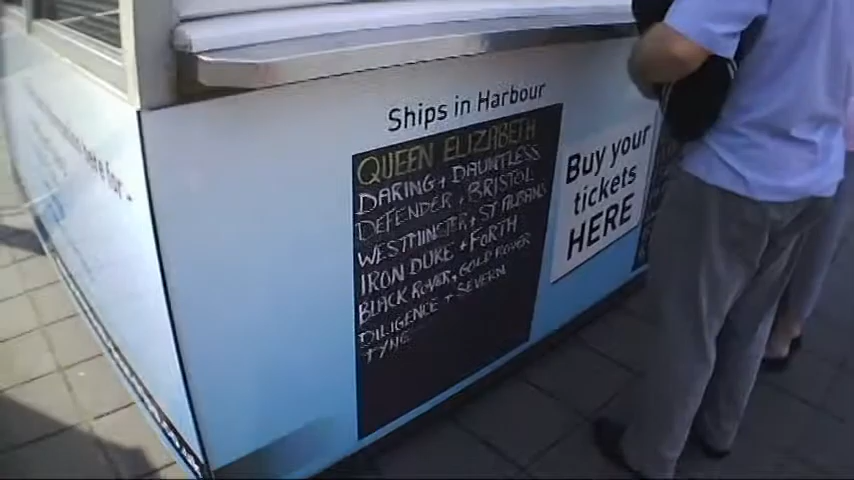 Ships in Harbour
QUEEN ELIZABETH
DARING + DAUNTLESS
DEFENDER + BRISTOL
WESTMINSTER + ST ALBANS
IRON DUKE + FORTH
BLACK ROVER, GOLD ROVER
DILIGENCE + SEVERN
TYNE
Buy your
tickets
HERE